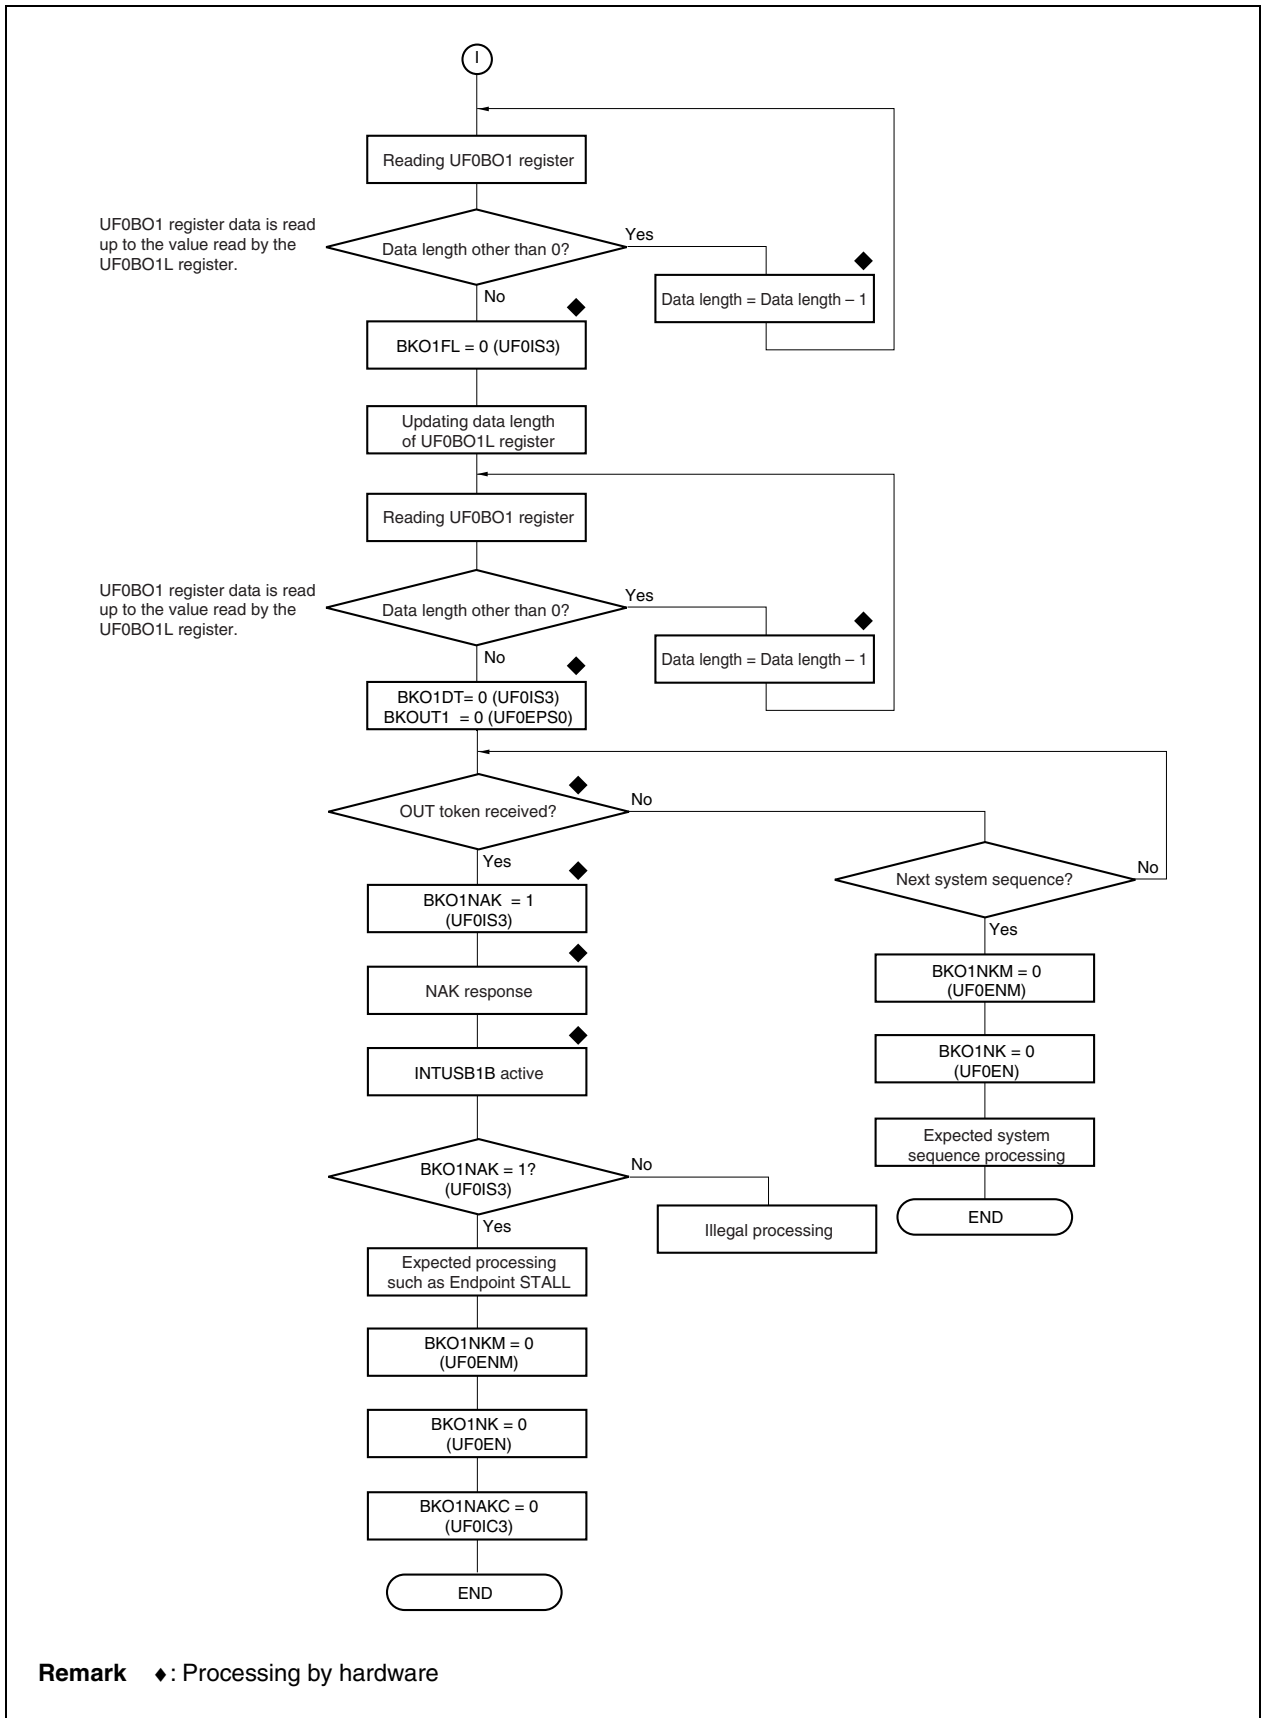 I
Reading UF0BO1 register
UF0BO1 register data is read
up to the value read by the
UF0BO1L register.
Data length other than 0?
Yes
Data length = Data length – 1
No
BKO1FL = 0 (UF0IS3)
Updating data length
of UF0BO1L register
Reading UF0BO1 register
UF0BO1 register data is read
up to the value read by the
UF0BO1L register.
Data length other than 0?
Yes
Data length = Data length – 1
No
BKO1DT= 0 (UF0IS3)
BKOUT1 = 0 (UF0EPS0)
OUT token received?
No
Yes
Next system sequence?
No
Yes
BKO1NAK = 1
(UF0IS3)
NAK response
INTUSB1B active
BKO1NKM = 0
(UF0ENM)
BKO1NK = 0
(UF0EN)
Expected system
sequence processing
END
BKO1NAK = 1?
(UF0IS3)
No
Illegal processing
Yes
Expected processing
such as Endpoint STALL
BKO1NKM = 0
(UF0ENM)
BKO1NK = 0
(UF0EN)
BKO1NAKC = 0
(UF0IC3)
END
Remark ♦: Processing by hardware